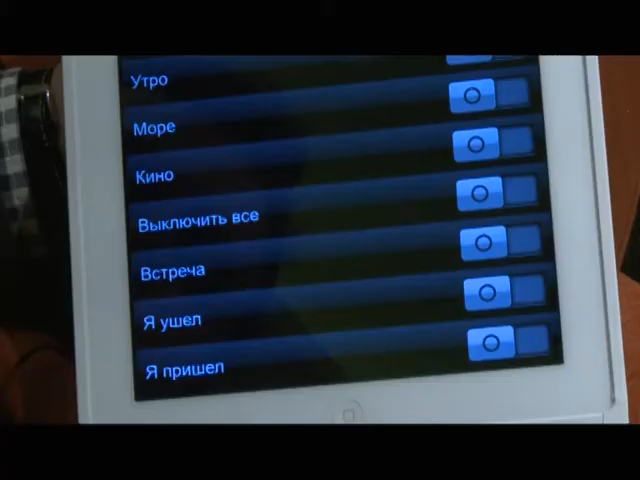 Утро
Море
Кино
Выключить все
Встреча
Я ушел
Я пришел